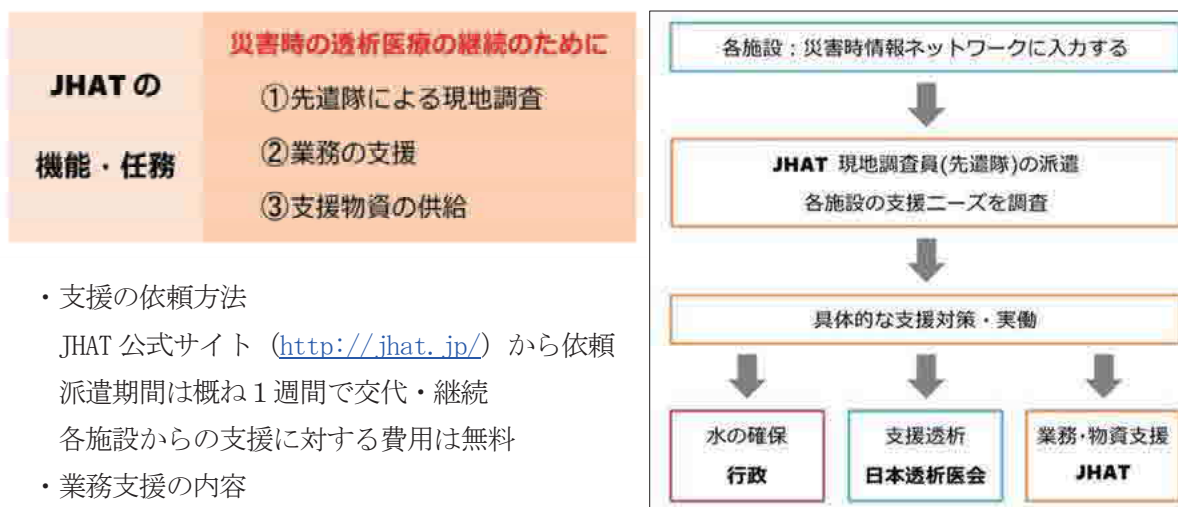 JHAT の
機能・任務
災害時の透析医療の継続のために
①先遣隊による現地調査
②業務の支援
③支援物資の供給
・支援の依頼方法
JHAT 公式サイト（http://jhat.jp/）から依頼
派遣期間は概ね１週間で交代・継続
各施設からの支援に対する費用は無料
・業務支援の内容
各施設：災害時情報ネットワークに入力する
JHAT 現地調査員(先遣隊)の派遣
各施設の支援ニーズを調査
具体的な支援対策・実働
水の確保
行政
支援透析
日本透析医会
業務・物資支援
JHAT